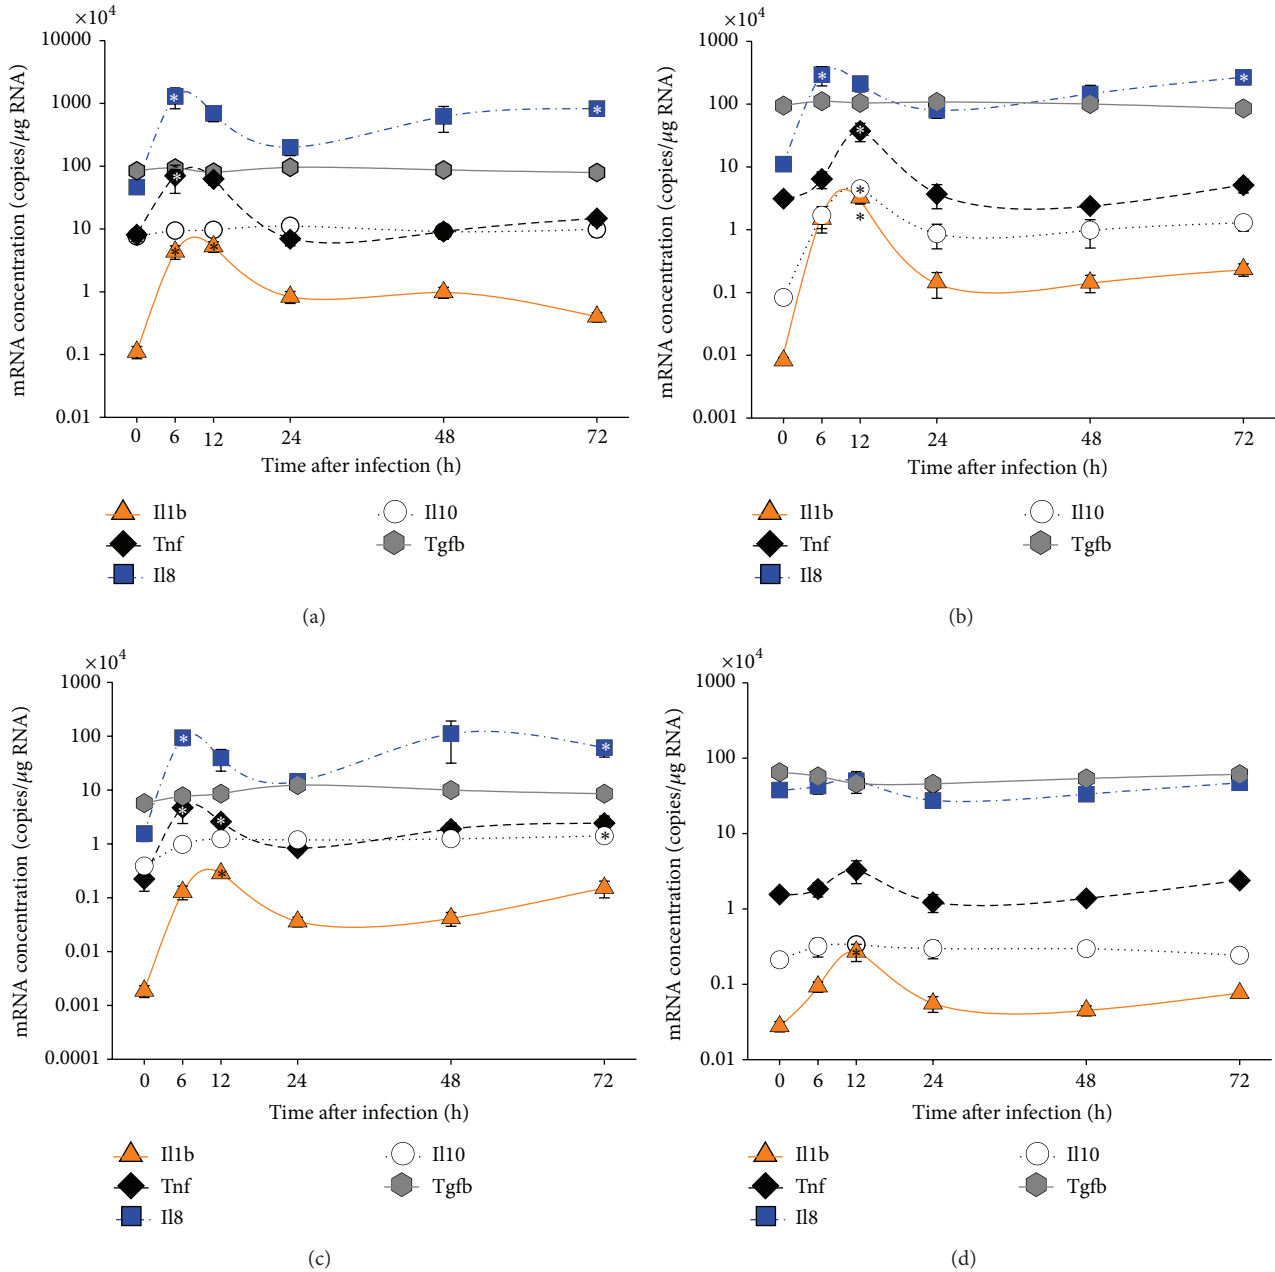 ×10⁴
mRNA concentration (copies/μg RNA)
10000
1000
100
10
1
0.1
0.01
0 6 12 24 48 72
Time after infection (h)
Il1b Il10
Tnf Tgfb
Il8
(a)
×10⁴
mRNA concentration (copies/μg RNA)
1000
100
10
1
0.1
0.01
0.001
0 6 12 24 48 72
Time after infection (h)
Il1b Il10
Tnf Tgfb
Il8
(b)
×10⁴
mRNA concentration (copies/μg RNA)
1000
100
10
1
0.1
0.01
0.001
0.0001
0 6 12 24 48 72
Time after infection (h)
Il1b Il10
Tnf Tgfb
Il8
(c)
×10⁴
mRNA concentration (copies/μg RNA)
1000
100
10
1
0.1
0.01
0 6 12 24 48 72
Time after infection (h)
Il1b Il10
Tnf Tgfb
Il8
(d)